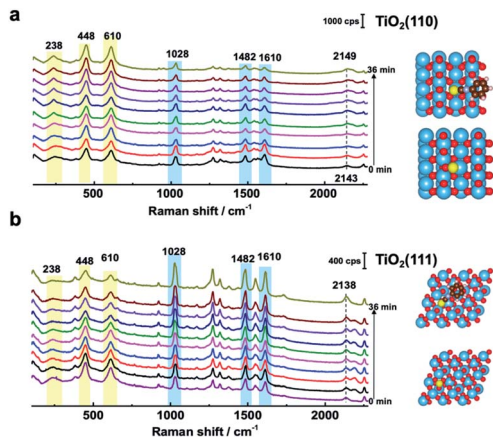 a
1000 cps
TiO2(110)
238
448
610
1028
1482
1610
2149
36 min
2143
0 min
500
1000
1500
2000
Raman shift / cm-1
b
400 cps
TiO2(111)
238
448
610
1028
1482
1610
2138
36 min
0 min
500
1000
1500
2000
Raman shift / cm-1